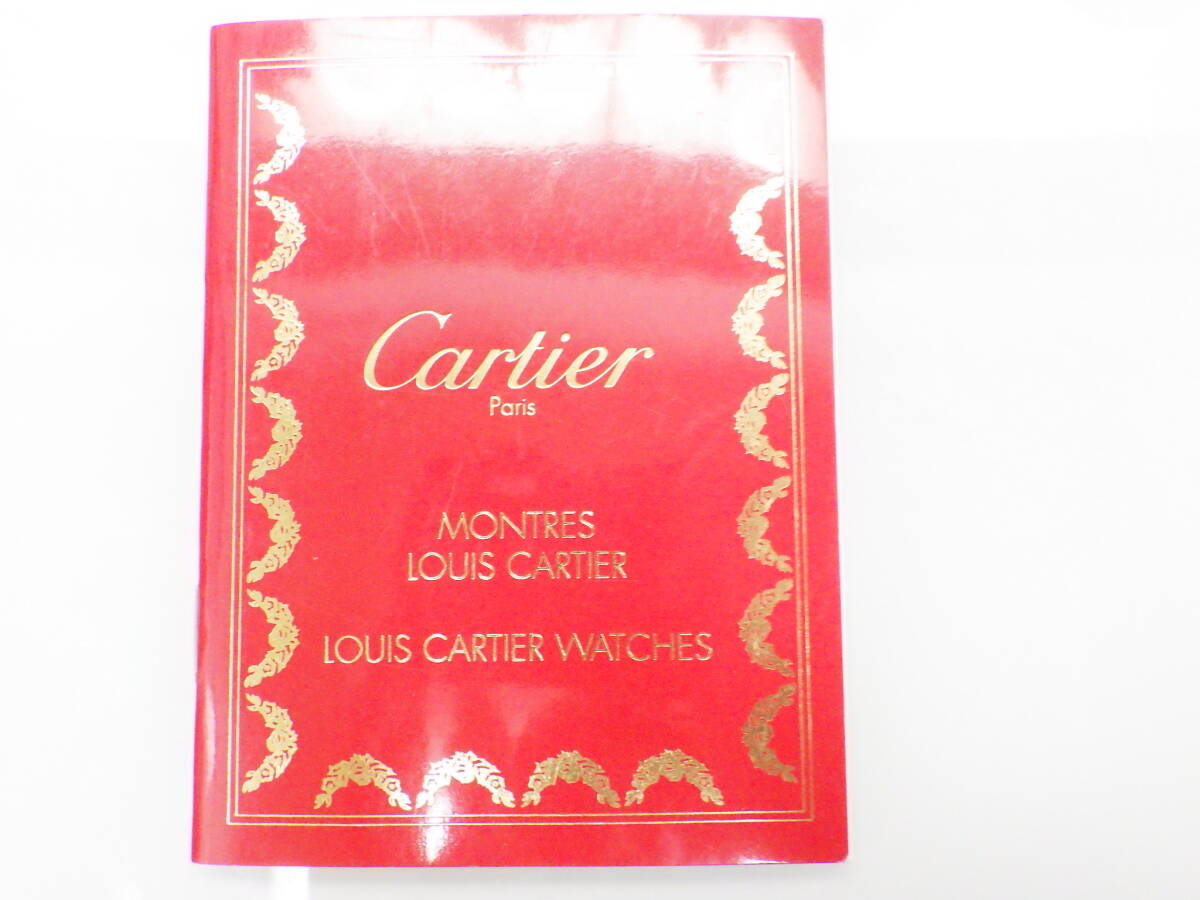 Cartier
Paris
MONTRES
LOUIS CARTIER
LOUIS CARTIER WATCHES